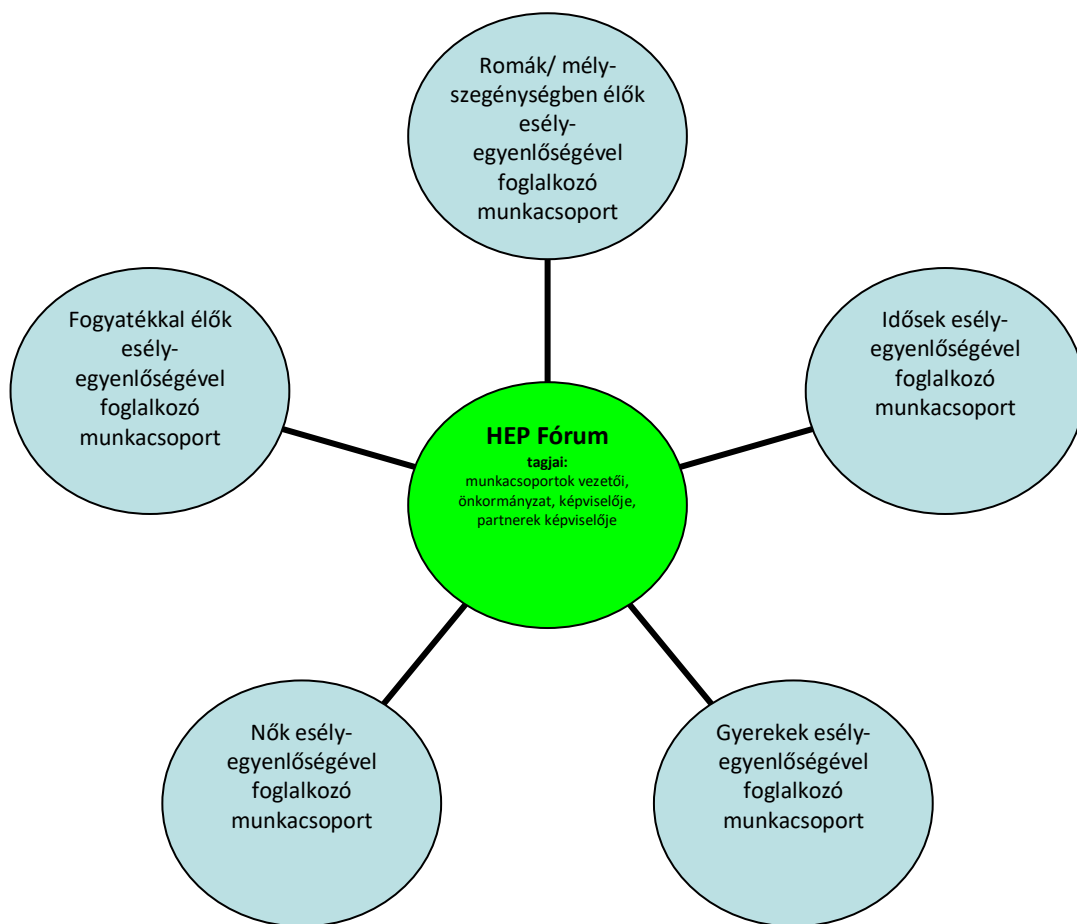 Romák/ mély-
szegénységben élők
esély-
egyenlőségével
foglalkozó
munkacsoport
Fogyatékkal élők
esély-
egyenlőségével
foglalkozó
munkacsoport
Idősek esély-
egyenlőségével
foglalkozó
munkacsoport
HEP Fórum
tagjai:
munkacsoportok vezetői,
önkormányzat, képviselője,
partnerek képviselője
Nők esély-
egyenlőségével
foglalkozó
munkacsoport
Gyerekek esély-
egyenlőségével
foglalkozó
munkacsoport